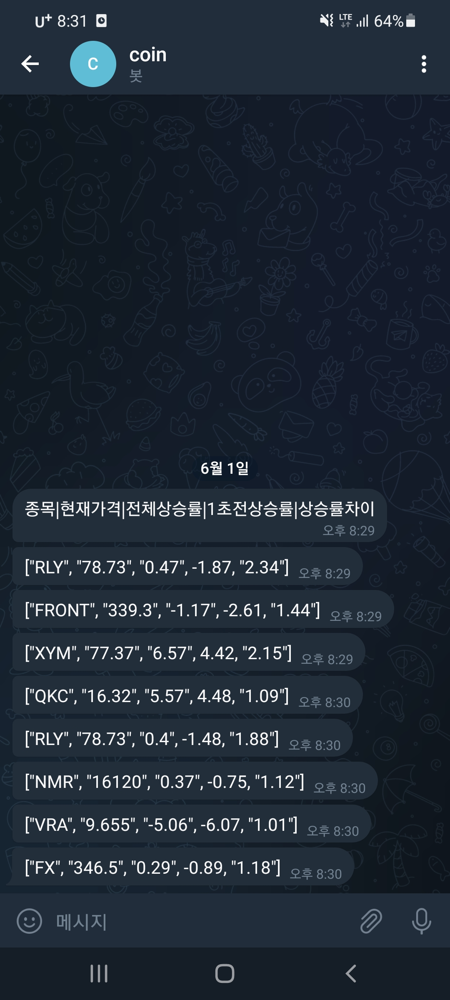 U+ 8:31 LTE 64%
C
coin
봇
6월 1일
종목|현재가격|전체상승률|1초전상승률|상승률차이
오후 8:29
["RLY", "78.73", "0.47", -1.87, "2.34"] 오후 8:29
["FRONT", "339.3", "-1.17", -2.61, "1.44"] 오후 8:29
["XYM", "77.37", "6.57", 4.42, "2.15"] 오후 8:29
["QKC", "16.32", "5.57", 4.48, "1.09"] 오후 8:30
["RLY", "78.73", "0.4", -1.48, "1.88"] 오후 8:30
["NMR", "16120", "0.37", -0.75, "1.12"] 오후 8:30
["VRA", "9.655", "-5.06", -6.07, "1.01"] 오후 8:30
["FX", "346.5", "0.29", -0.89, "1.18"] 오후 8:30
메시지